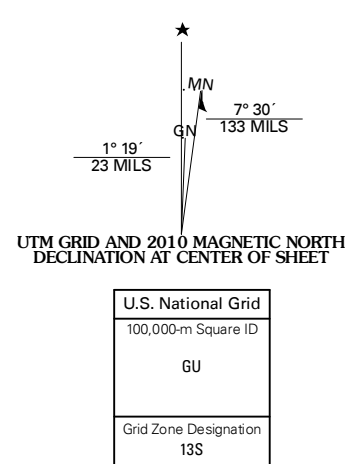 ★
MN
7° 30´
133 MILS
GN
1° 19´
23 MILS
UTM GRID AND 2010 MAGNETIC NORTH
DECLINATION AT CENTER OF SHEET
U.S. National Grid
100,000-m Square ID
GU
Grid Zone Designation
13S